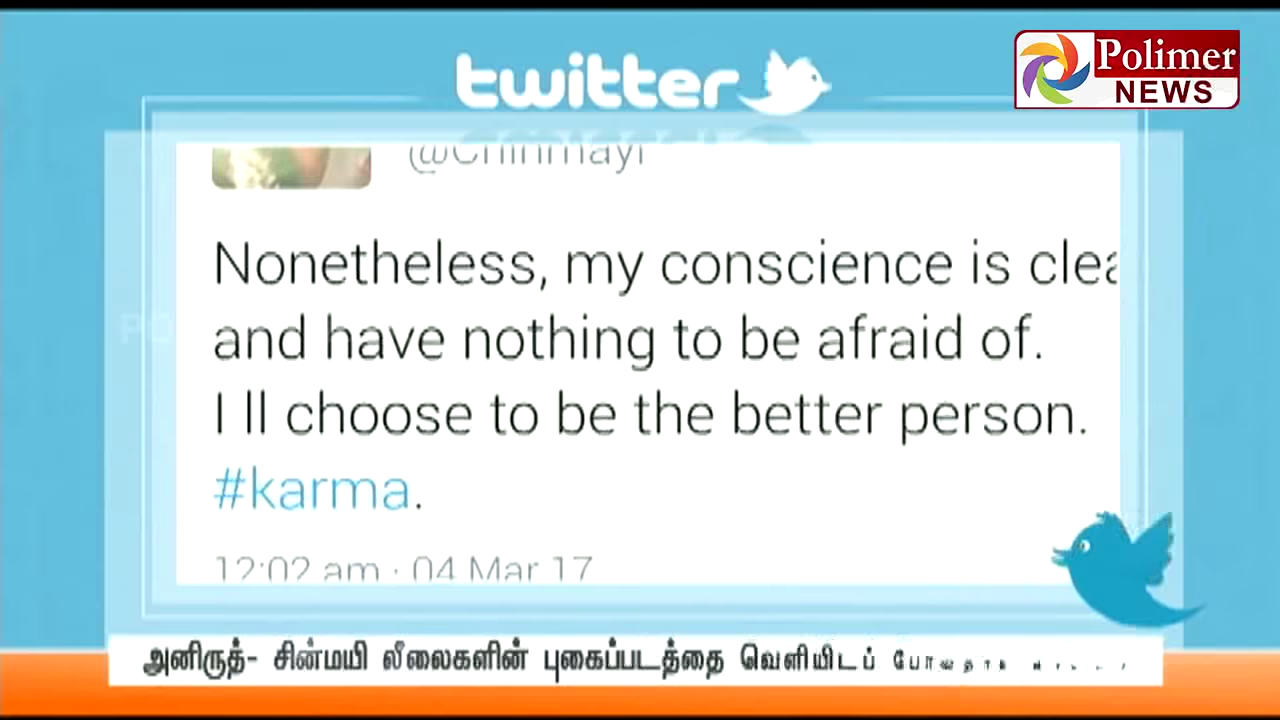 twitter
Polimer
NEWS
@Chinmayi
Nonetheless, my conscience is clea
and have nothing to be afraid of.
I ll choose to be the better person.
#karma.
12:02 am · 04 Mar 17
அனிருத்- சின்மயி லீலைகளின் புகைப்படத்தை வெளியிடப்